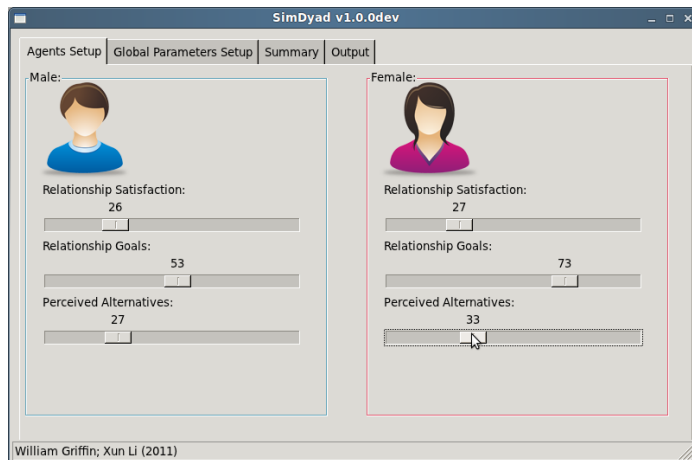 SimDyad v1.0.0dev
Agents Setup Global Parameters Setup Summary Output
Male:
Relationship Satisfaction:
26
Relationship Goals:
53
Perceived Alternatives:
27
Female:
Relationship Satisfaction:
27
Relationship Goals:
73
Perceived Alternatives:
33
William Griffin; Xun Li (2011)